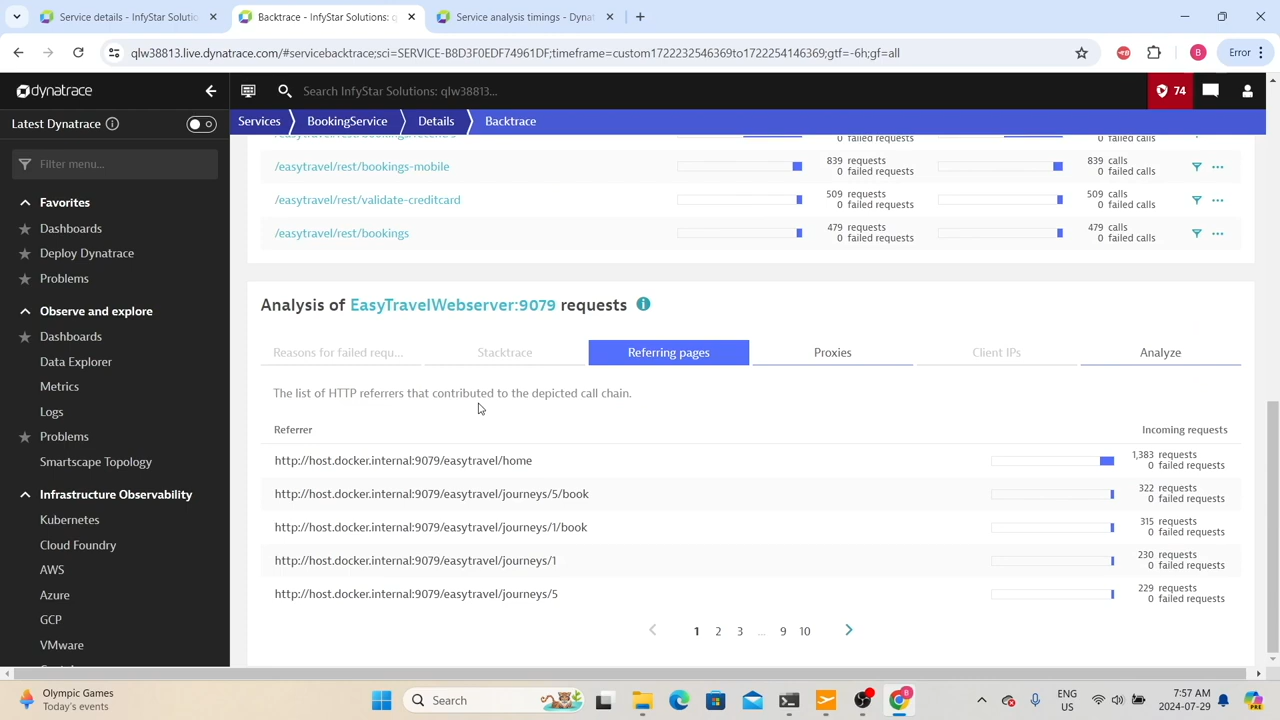 Service details - InfyStar Solutio
Backtrace - InfyStar Solutions: q
Service analysis timings - Dynat
qlw38813.live.dynatrace.com/#servicebacktrace;sci=SERVICE-B8D3F0EDF74961DF;timeframe=custom1722232546369to1722254146369;gtf=-6h;gf=all
B
Error
dynatrace
Search InfyStar Solutions: qlw38813...
74
Latest Dynatrace
Services
BookingService
Details
Backtrace
Filter menu...
Favorites
Dashboards
Deploy Dynatrace
Problems
Observe and explore
Dashboards
Data Explorer
Metrics
Logs
Problems
Smartscape Topology
Infrastructure Observability
Kubernetes
Cloud Foundry
AWS
Azure
GCP
VMware
0 failed requests
0 failed calls
/easytravel/rest/bookings-mobile
839 requests
0 failed requests
839 calls
0 failed calls
/easytravel/rest/validate-creditcard
509 requests
0 failed requests
509 calls
0 failed calls
/easytravel/rest/bookings
479 requests
0 failed requests
479 calls
0 failed calls
Analysis of EasyTravelWebserver:9079 requests
Reasons for failed requ...
Stacktrace
Referring pages
Proxies
Client IPs
Analyze
The list of HTTP referrers that contributed to the depicted call chain.
Referrer
Incoming requests
http://host.docker.internal:9079/easytravel/home
1,383 requests
0 failed requests
http://host.docker.internal:9079/easytravel/journeys/5/book
322 requests
0 failed requests
http://host.docker.internal:9079/easytravel/journeys/1/book
315 requests
0 failed requests
http://host.docker.internal:9079/easytravel/journeys/1
230 requests
0 failed requests
http://host.docker.internal:9079/easytravel/journeys/5
229 requests
0 failed requests
1 2 3 ... 9 10
Olympic Games
Today's events
Search
ENG
US
7:57 AM
2024-07-29